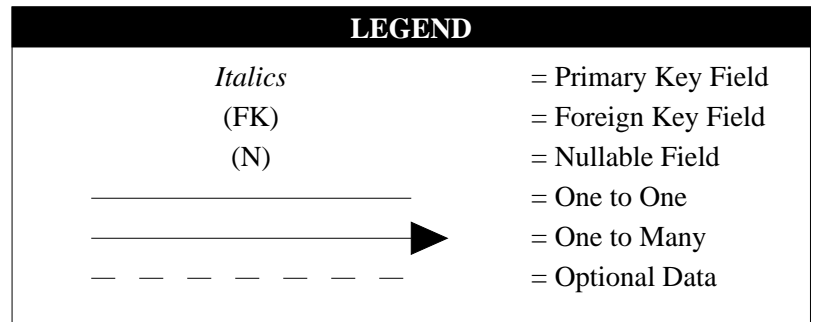 LEGEND
Italics = Primary Key Field
(FK) = Foreign Key Field
(N) = Nullable Field
= One to One
= One to Many
= Optional Data